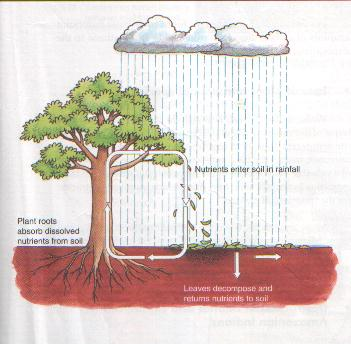 Nutrients enter soil in rainfall
Plant roots
absorb dissolved
nutrients from soil
Leaves decompose and
returns nutrients to soil